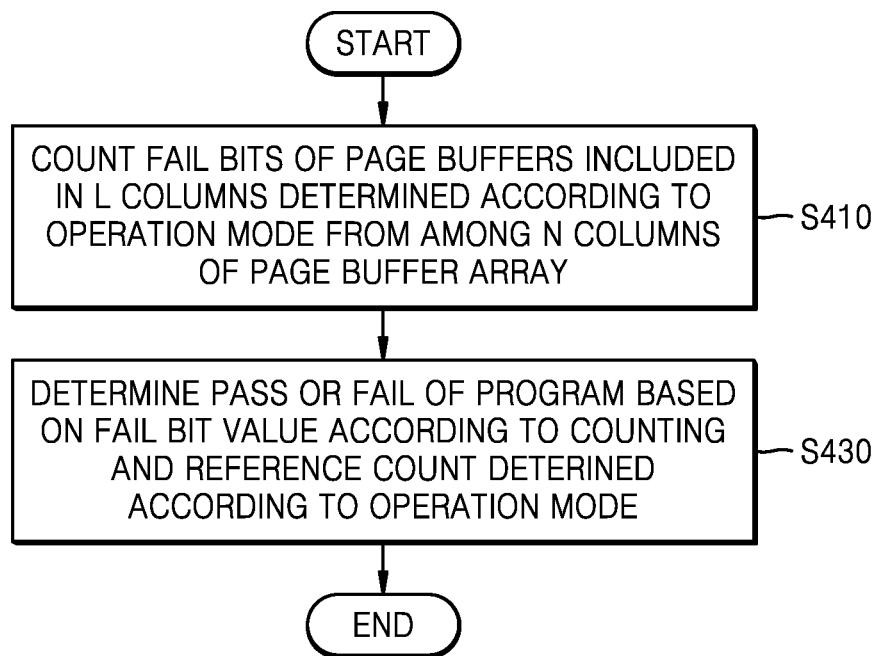 START
COUNT FAIL BITS OF PAGE BUFFERS INCLUDED
IN L COLUMNS DETERMINED ACCORDING TO
OPERATION MODE FROM AMONG N COLUMNS
OF PAGE BUFFER ARRAY
S410
DETERMINE PASS OR FAIL OF PROGRAM BASED
ON FAIL BIT VALUE ACCORDING TO COUNTING
AND REFERENCE COUNT DETERINED
ACCORDING TO OPERATION MODE
S430
END